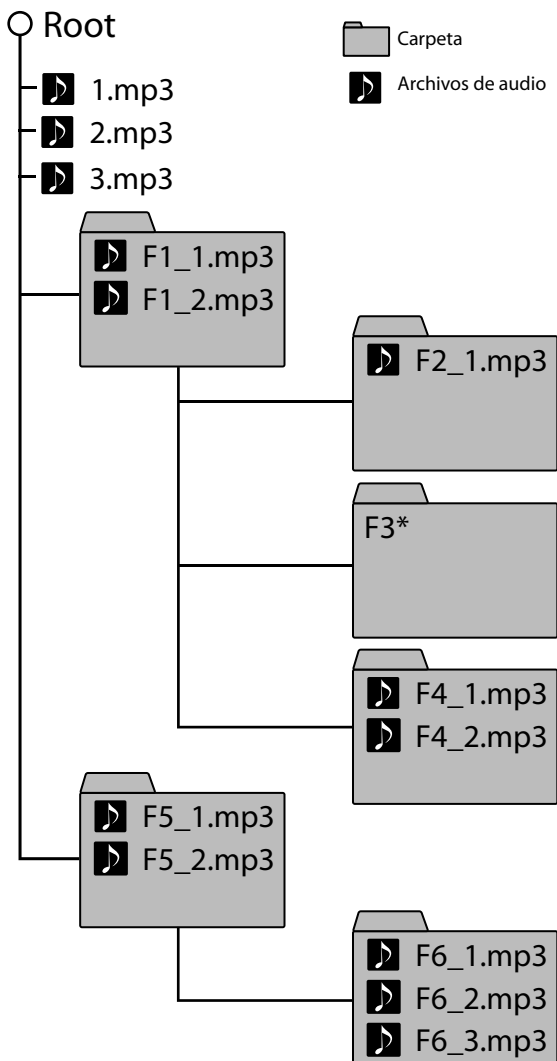 Root
Carpeta
Archivos de audio
1.mp3
2.mp3
3.mp3
F1_1.mp3
F1_2.mp3
F2_1.mp3
F3*
F4_1.mp3
F4_2.mp3
F5_1.mp3
F5_2.mp3
F6_1.mp3
F6_2.mp3
F6_3.mp3